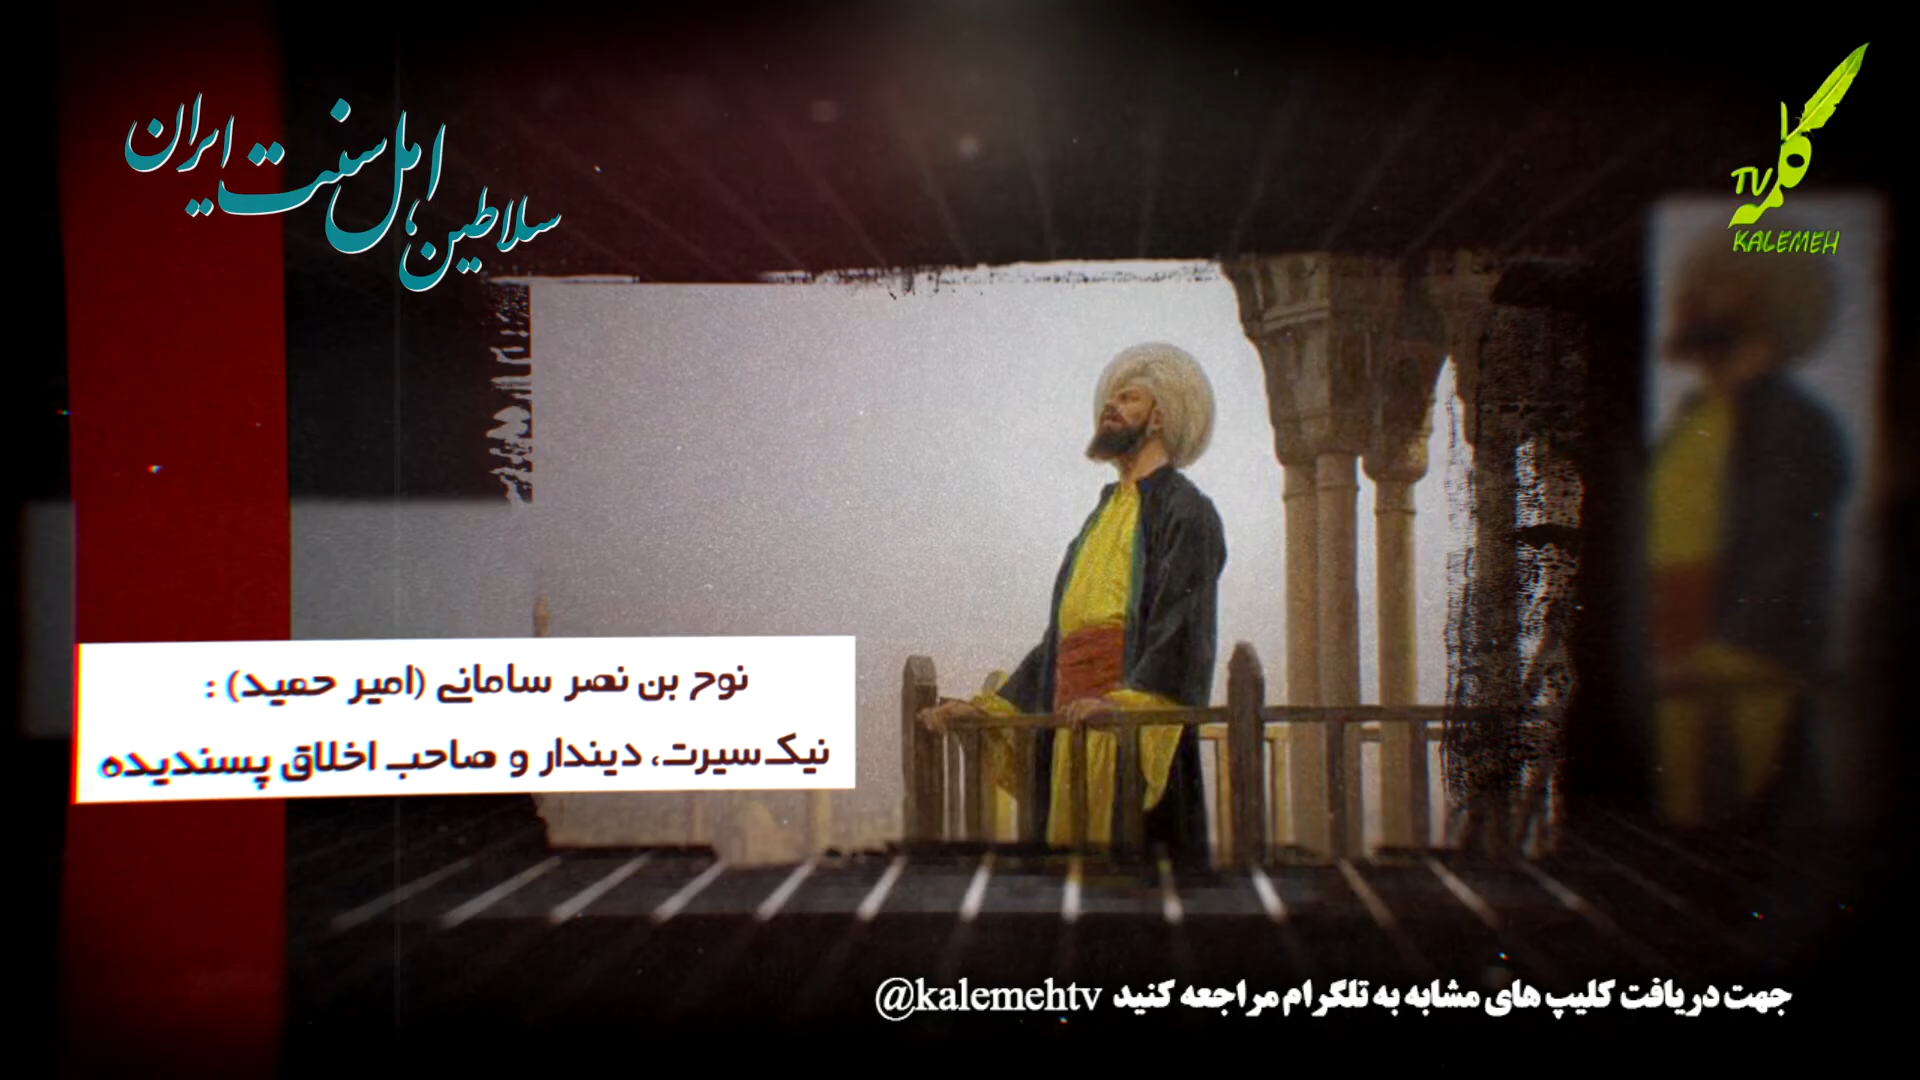 سلاطین اهل سنت ایران
کلمه
TV
KALEMEH
نوح بن نصر سامانی (امیر حمید) :
نیک‌سیرت، دیندار و صاحب اخلاق پسندیده
جهت دریافت کلیپ های مشابه به تلگرام مراجعه کنید @kalemehtv